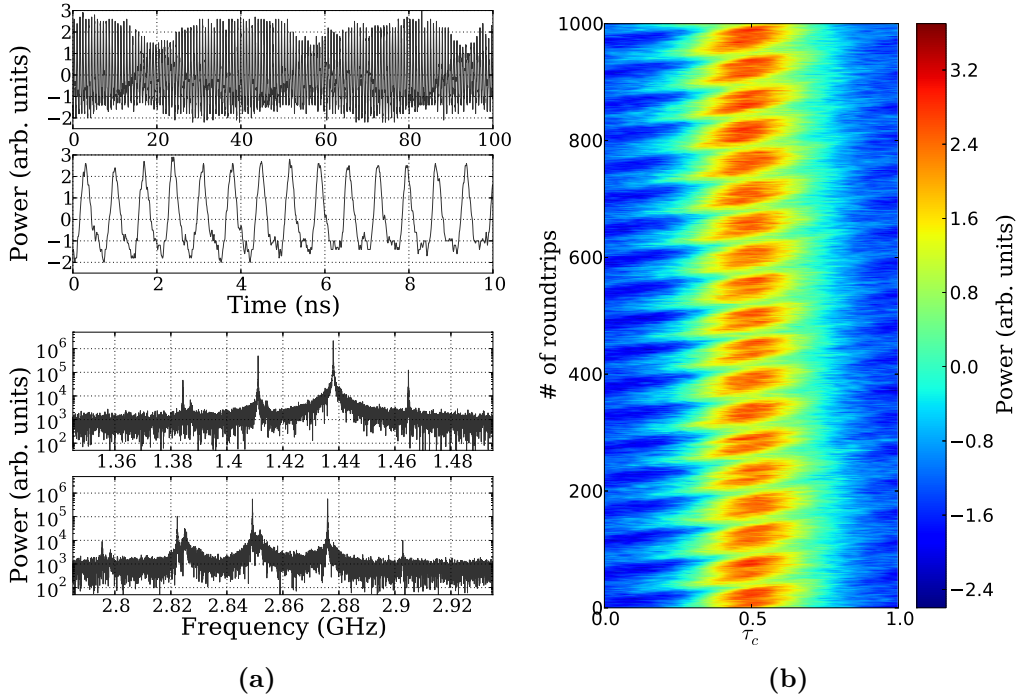 3
2
1
0
−1
−2
0 20 40 60 80 100
3
2
1
0
−1
−2
0 2 4 6 8 10
Time (ns)
Power (arb. units)
10^6
10^5
10^4
10^3
10^2
1.36 1.38 1.4 1.42 1.44 1.46 1.48
10^6
10^5
10^4
10^3
10^2
2.8 2.82 2.84 2.86 2.88 2.9 2.92
Frequency (GHz)
Power (arb. units)
(a)
1000
800
600
400
200
0
# of roundtrips
0.0 0.5 1.0
τ_c
3.2
2.4
1.6
0.8
0.0
−0.8
−1.6
−2.4
Power (arb. units)
(b)